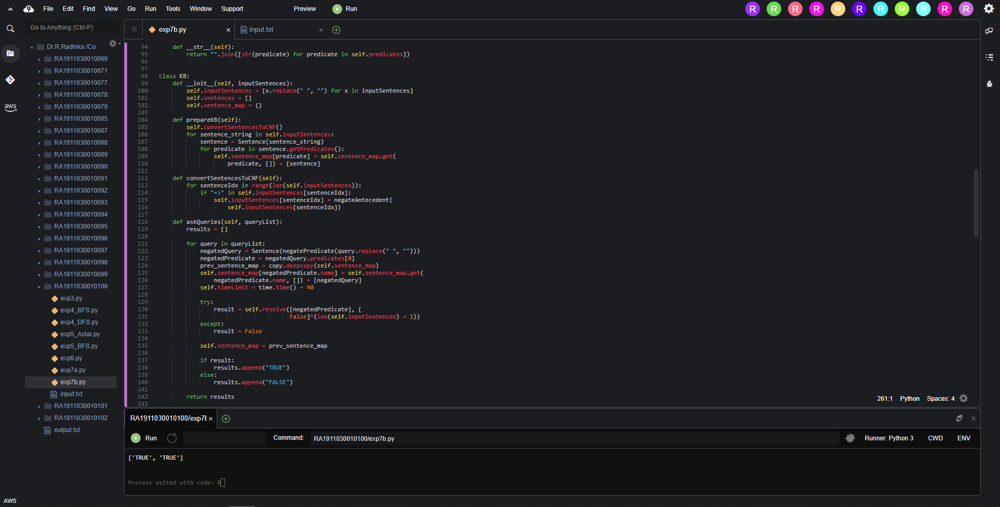 File Edit Find View Go Run Tools Window Support Preview Run
R R R R R R R R R R R
Go to Anything (Ctrl-P)
exp7b.py × input.txt ×
aws
Dr.R.Radhika /Co
RA1911030010069
RA1911030010071
RA1911030010077
RA1911030010078
RA1911030010079
RA1911030010085
RA1911030010087
RA1911030010088
RA1911030010089
RA1911030010090
RA1911030010091
RA1911030010092
RA1911030010093
RA1911030010094
RA1911030010095
RA1911030010096
RA1911030010097
RA1911030010098
RA1911030010099
RA1911030010100
exp3.py
exp4_BFS.py
exp4_DFS.py
exp5_Astar.py
exp5_BFS.py
exp6.py
exp7a.py
exp7b.py
input.txt
RA1911030010101
RA1911030010102
output.txt
94 def __str__(self):
95 return "".join([str(predicate) for predicate in self.predicates])
96
97
98 class KB:
99 def __init__(self, inputSentences):
100 self.inputSentences = [x.replace(" ", "") for x in inputSentences]
101 self.sentences = []
102 self.sentence_map = {}
103
104 def prepareKB(self):
105 self.convertSentencesToCNF()
106 for sentence_string in self.inputSentences:
107 sentence = Sentence(sentence_string)
108 for predicate in sentence.getPredicates():
109 self.sentence_map[predicate] = self.sentence_map.get(
110 predicate, []) + [sentence]
111
112 def convertSentencesToCNF(self):
113 for sentenceIdx in range(len(self.inputSentences)):
114 if "=>" in self.inputSentences[sentenceIdx]:
115 self.inputSentences[sentenceIdx] = negateAntecedent(
116 self.inputSentences[sentenceIdx])
117
118 def askQueries(self, queryList):
119 results = []
120
121 for query in queryList:
122 negatedQuery = Sentence(negatePredicate(query.replace(" ", "")))
123 negatedPredicate = negatedQuery.predicates[0]
124 prev_sentence_map = copy.deepcopy(self.sentence_map)
125 self.sentence_map[negatedPredicate.name] = self.sentence_map.get(
126 negatedPredicate.name, []) + [negatedQuery]
127 self.timeLimit = time.time() + 40
128
129 try:
130 result = self.resolve([negatedPredicate], [
131 False]*(len(self.inputSentences) + 1))
132 except:
133 result = False
134
135 self.sentence_map = prev_sentence_map
136
137 if result:
138 results.append("TRUE")
139 else:
140 results.append("FALSE")
141
142 return results
143
261:1 Python Spaces: 4
RA1911030010100/exp7b ×
Run Command: RA1911030010100/exp7b.py Runner: Python 3 CWD ENV
['TRUE', 'TRUE']
Process exited with code: 0
AWS